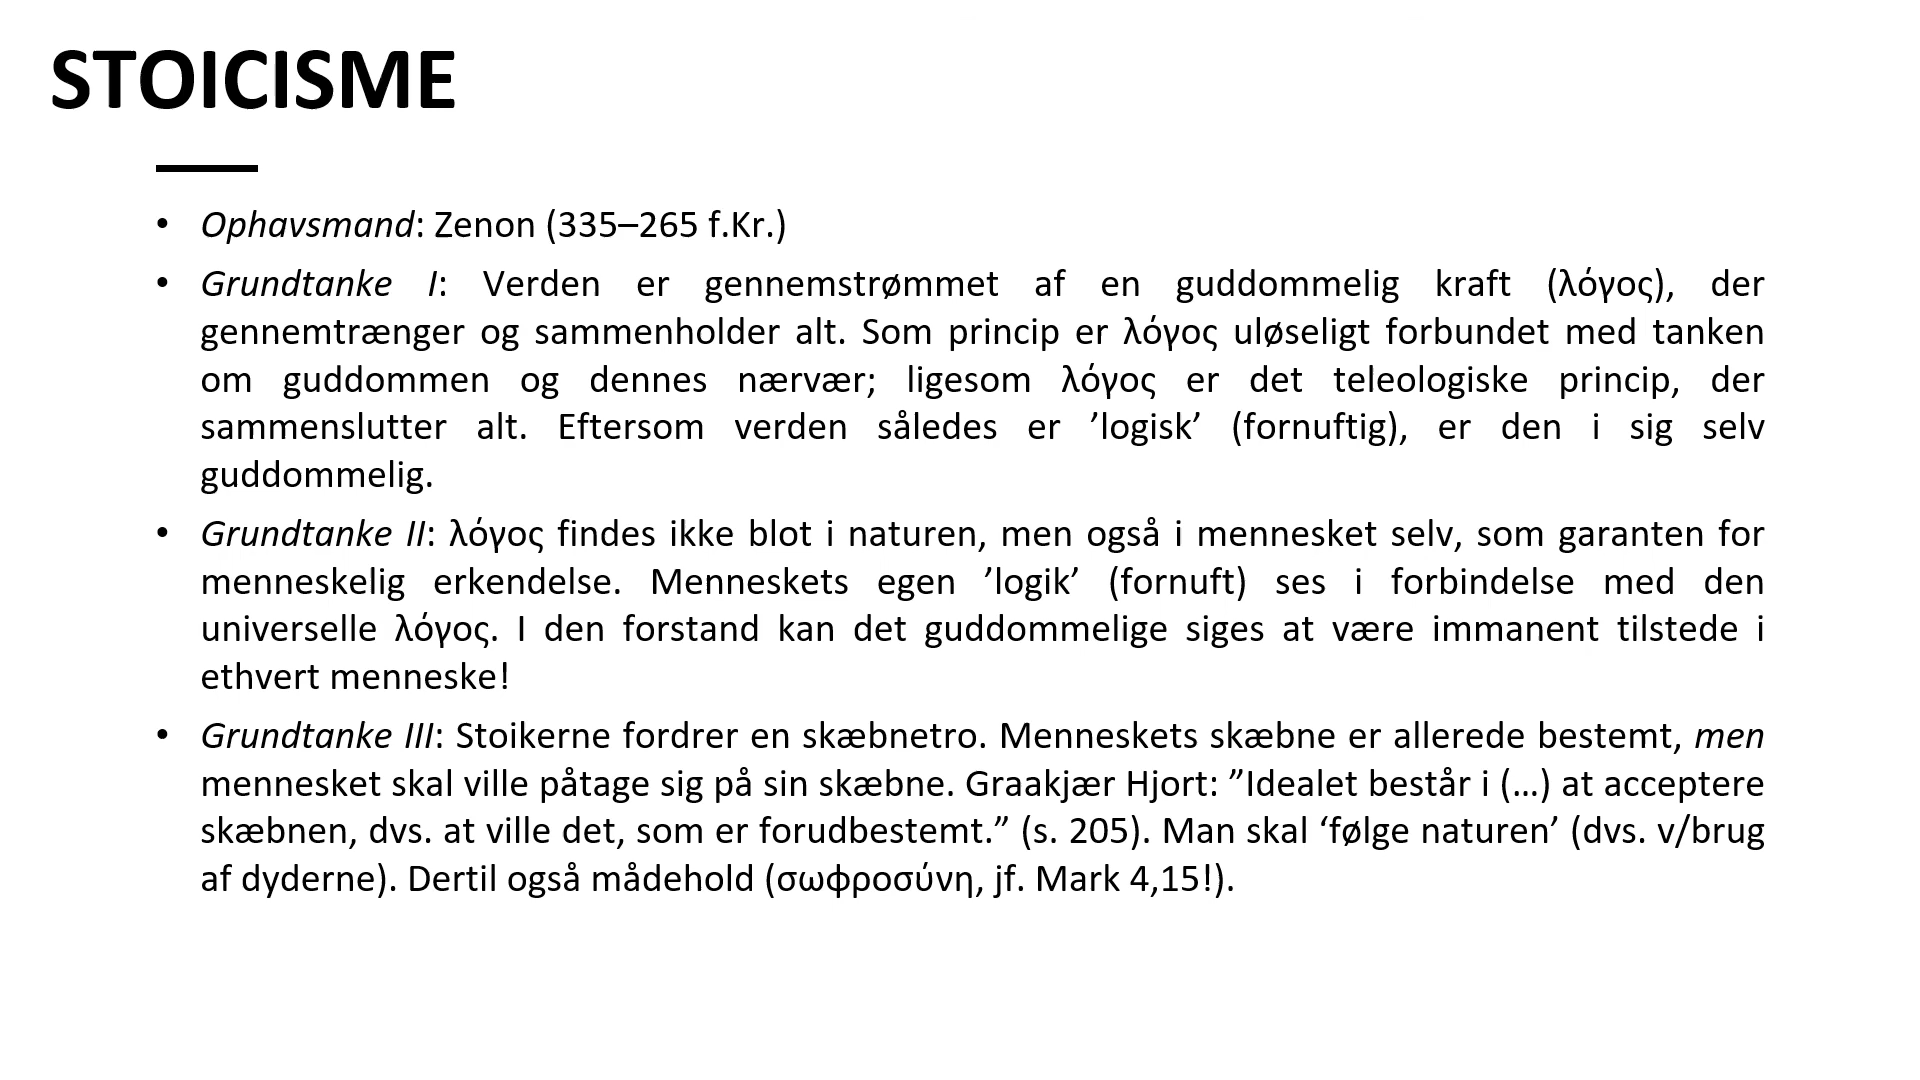 STOICISME
• Ophavsmand: Zenon (335–265 f.Kr.)
• Grundtanke I: Verden er gennemstrømmet af en guddommelig kraft (λόγος), der
gennemtrænger og sammenholder alt. Som princip er λόγος uløseligt forbundet med tanken
om guddommen og dennes nærvær; ligesom λόγος er det teleologiske princip, der
sammenslutter alt. Eftersom verden således er ’logisk’ (fornuftig), er den i sig selv
guddommelig.
• Grundtanke II: λόγος findes ikke blot i naturen, men også i mennesket selv, som garanten for
menneskelig erkendelse. Menneskets egen ’logik’ (fornuft) ses i forbindelse med den
universelle λόγος. I den forstand kan det guddommelige siges at være immanent tilstede i
ethvert menneske!
• Grundtanke III: Stoikerne fordrer en skæbnetro. Menneskets skæbne er allerede bestemt, men
mennesket skal ville påtage sig på sin skæbne. Graakjær Hjort: ”Idealet består i (…) at acceptere
skæbnen, dvs. at ville det, som er forudbestemt.” (s. 205). Man skal ‘følge naturen’ (dvs. v/brug
af dyderne). Dertil også mådehold (σωφροσύνη, jf. Mark 4,15!).